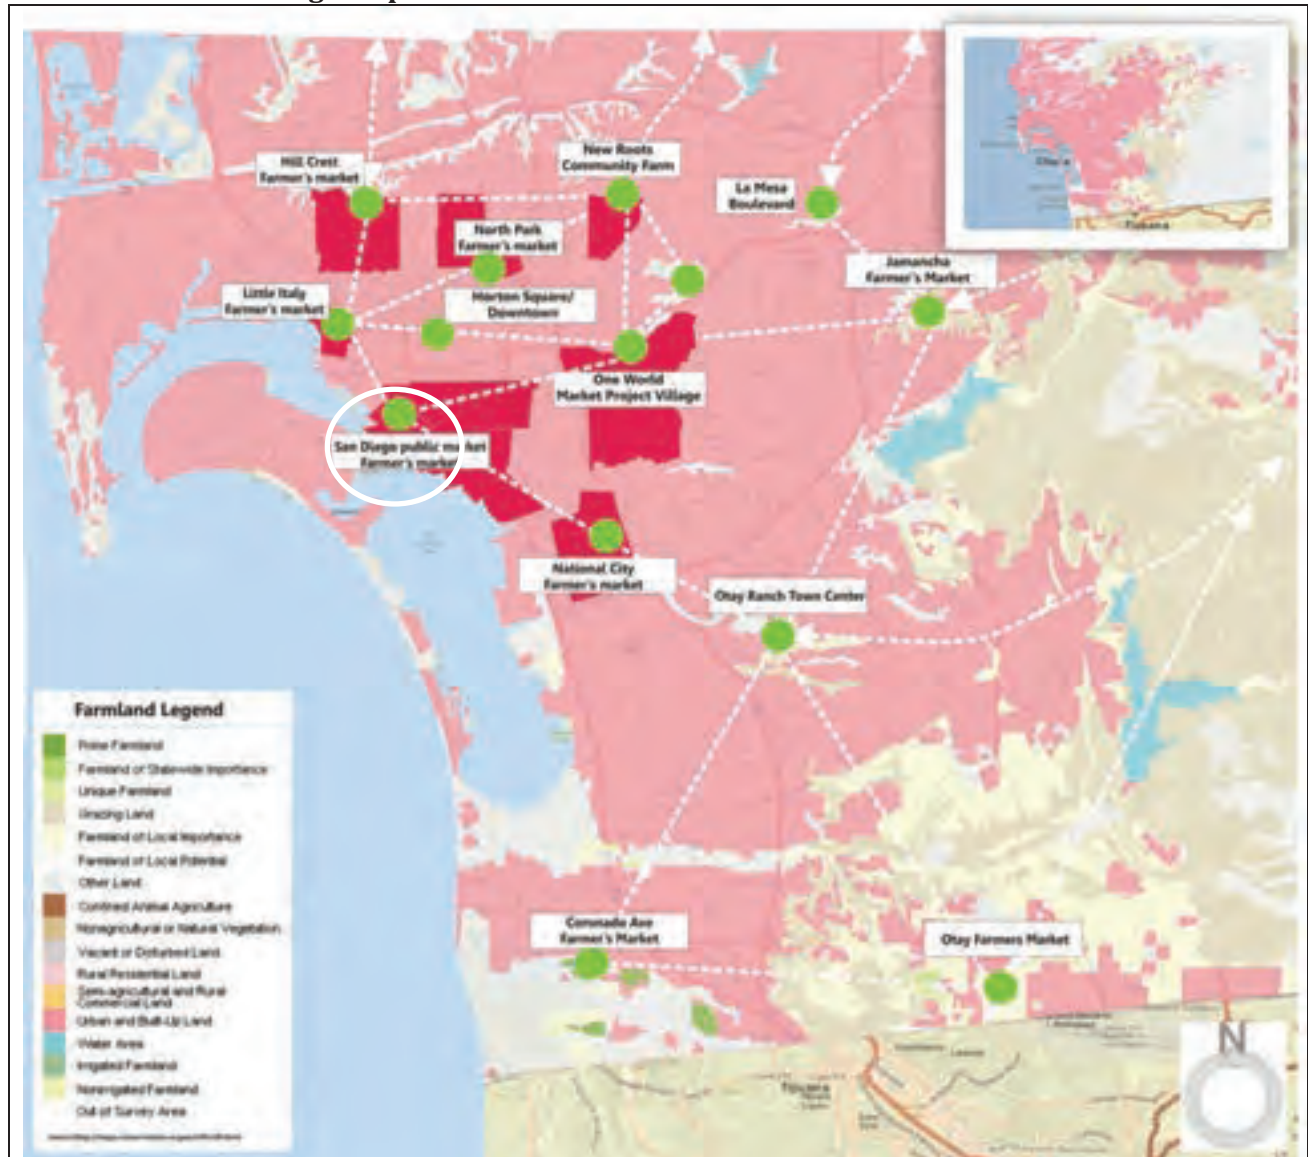 Hill Crest
Farmer's market
New Roots
Community Farm
La Mesa
Boulevard
North Park
Farmer's market
Jamancha
Farmer's Market
Little Italy
Farmer's market
Horton Square/
Downtown
One World
Market Project Village
San Diego public market
Farmer's market
National City
Farmer's market
Otay Ranch Town Center
Coronado Ave
Farmer's Market
Otay Farmers Market
Tijuana
Tijuana
N
Farmland Legend
Prime Farmland
Farmland of Statewide Importance
Unique Farmland
Grazing Land
Farmland of Local Importance
Farmland of Local Potential
Other Land
Confined Animal Agriculture
Nonagricultural or Natural Vegetation
Vacant or Disturbed Land
Rural Residential Land
Semi-agricultural and Rural
Commercial Land
Urban and Built-Up Land
Water Area
Irrigated Farmland
Nonirrigated Farmland
Out of Survey Area